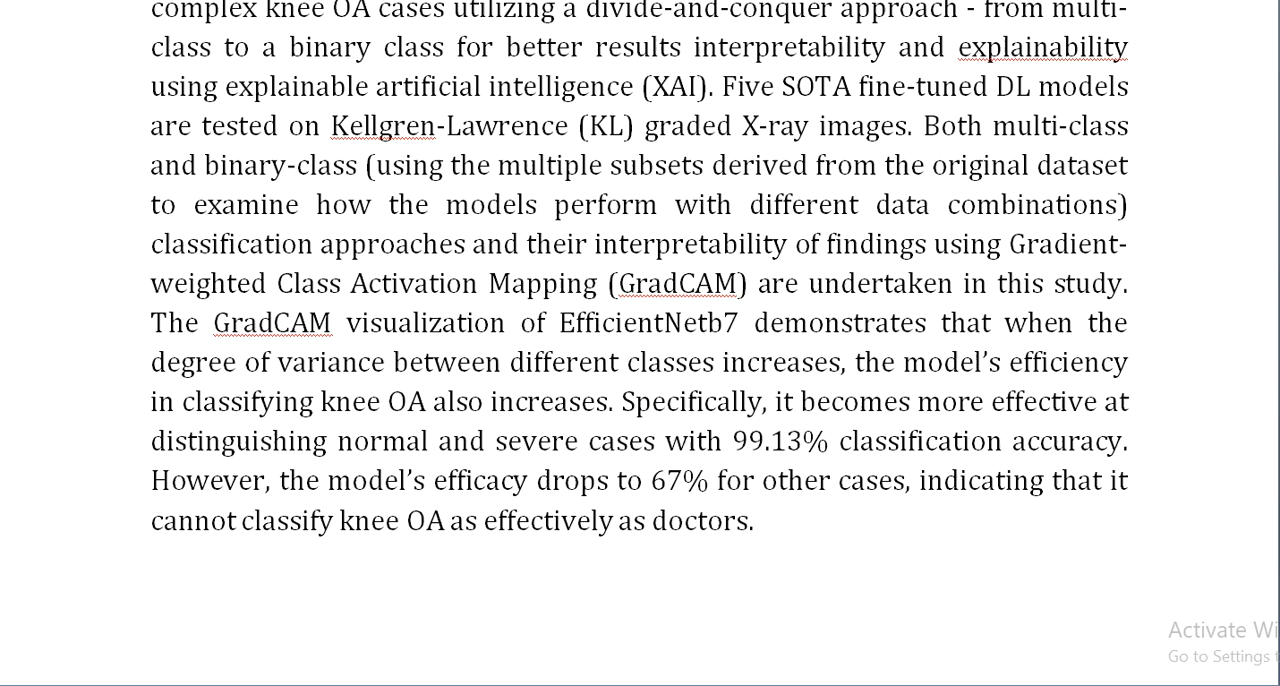 complex knee OA cases utilizing a divide-and-conquer approach - from multi-
class to a binary class for better results interpretability and explainability
using explainable artificial intelligence (XAI). Five SOTA fine-tuned DL models
are tested on Kellgren-Lawrence (KL) graded X-ray images. Both multi-class
and binary-class (using the multiple subsets derived from the original dataset
to examine how the models perform with different data combinations)
classification approaches and their interpretability of findings using Gradient-
weighted Class Activation Mapping (GradCAM) are undertaken in this study.
The GradCAM visualization of EfficientNetb7 demonstrates that when the
degree of variance between different classes increases, the model’s efficiency
in classifying knee OA also increases. Specifically, it becomes more effective at
distinguishing normal and severe cases with 99.13% classification accuracy.
However, the model’s efficacy drops to 67% for other cases, indicating that it
cannot classify knee OA as effectively as doctors.
Activate Wi
Go to Settings